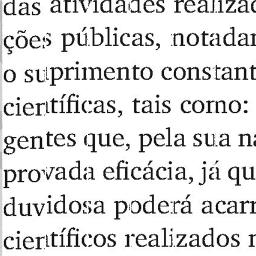 das atividades realizad
ções públicas, notadar
o suprimento constant
científicas, tais como:
gentes que, pela sua na
provada eficácia, já qu
duvidosa poderá acarr
científicos realizados r